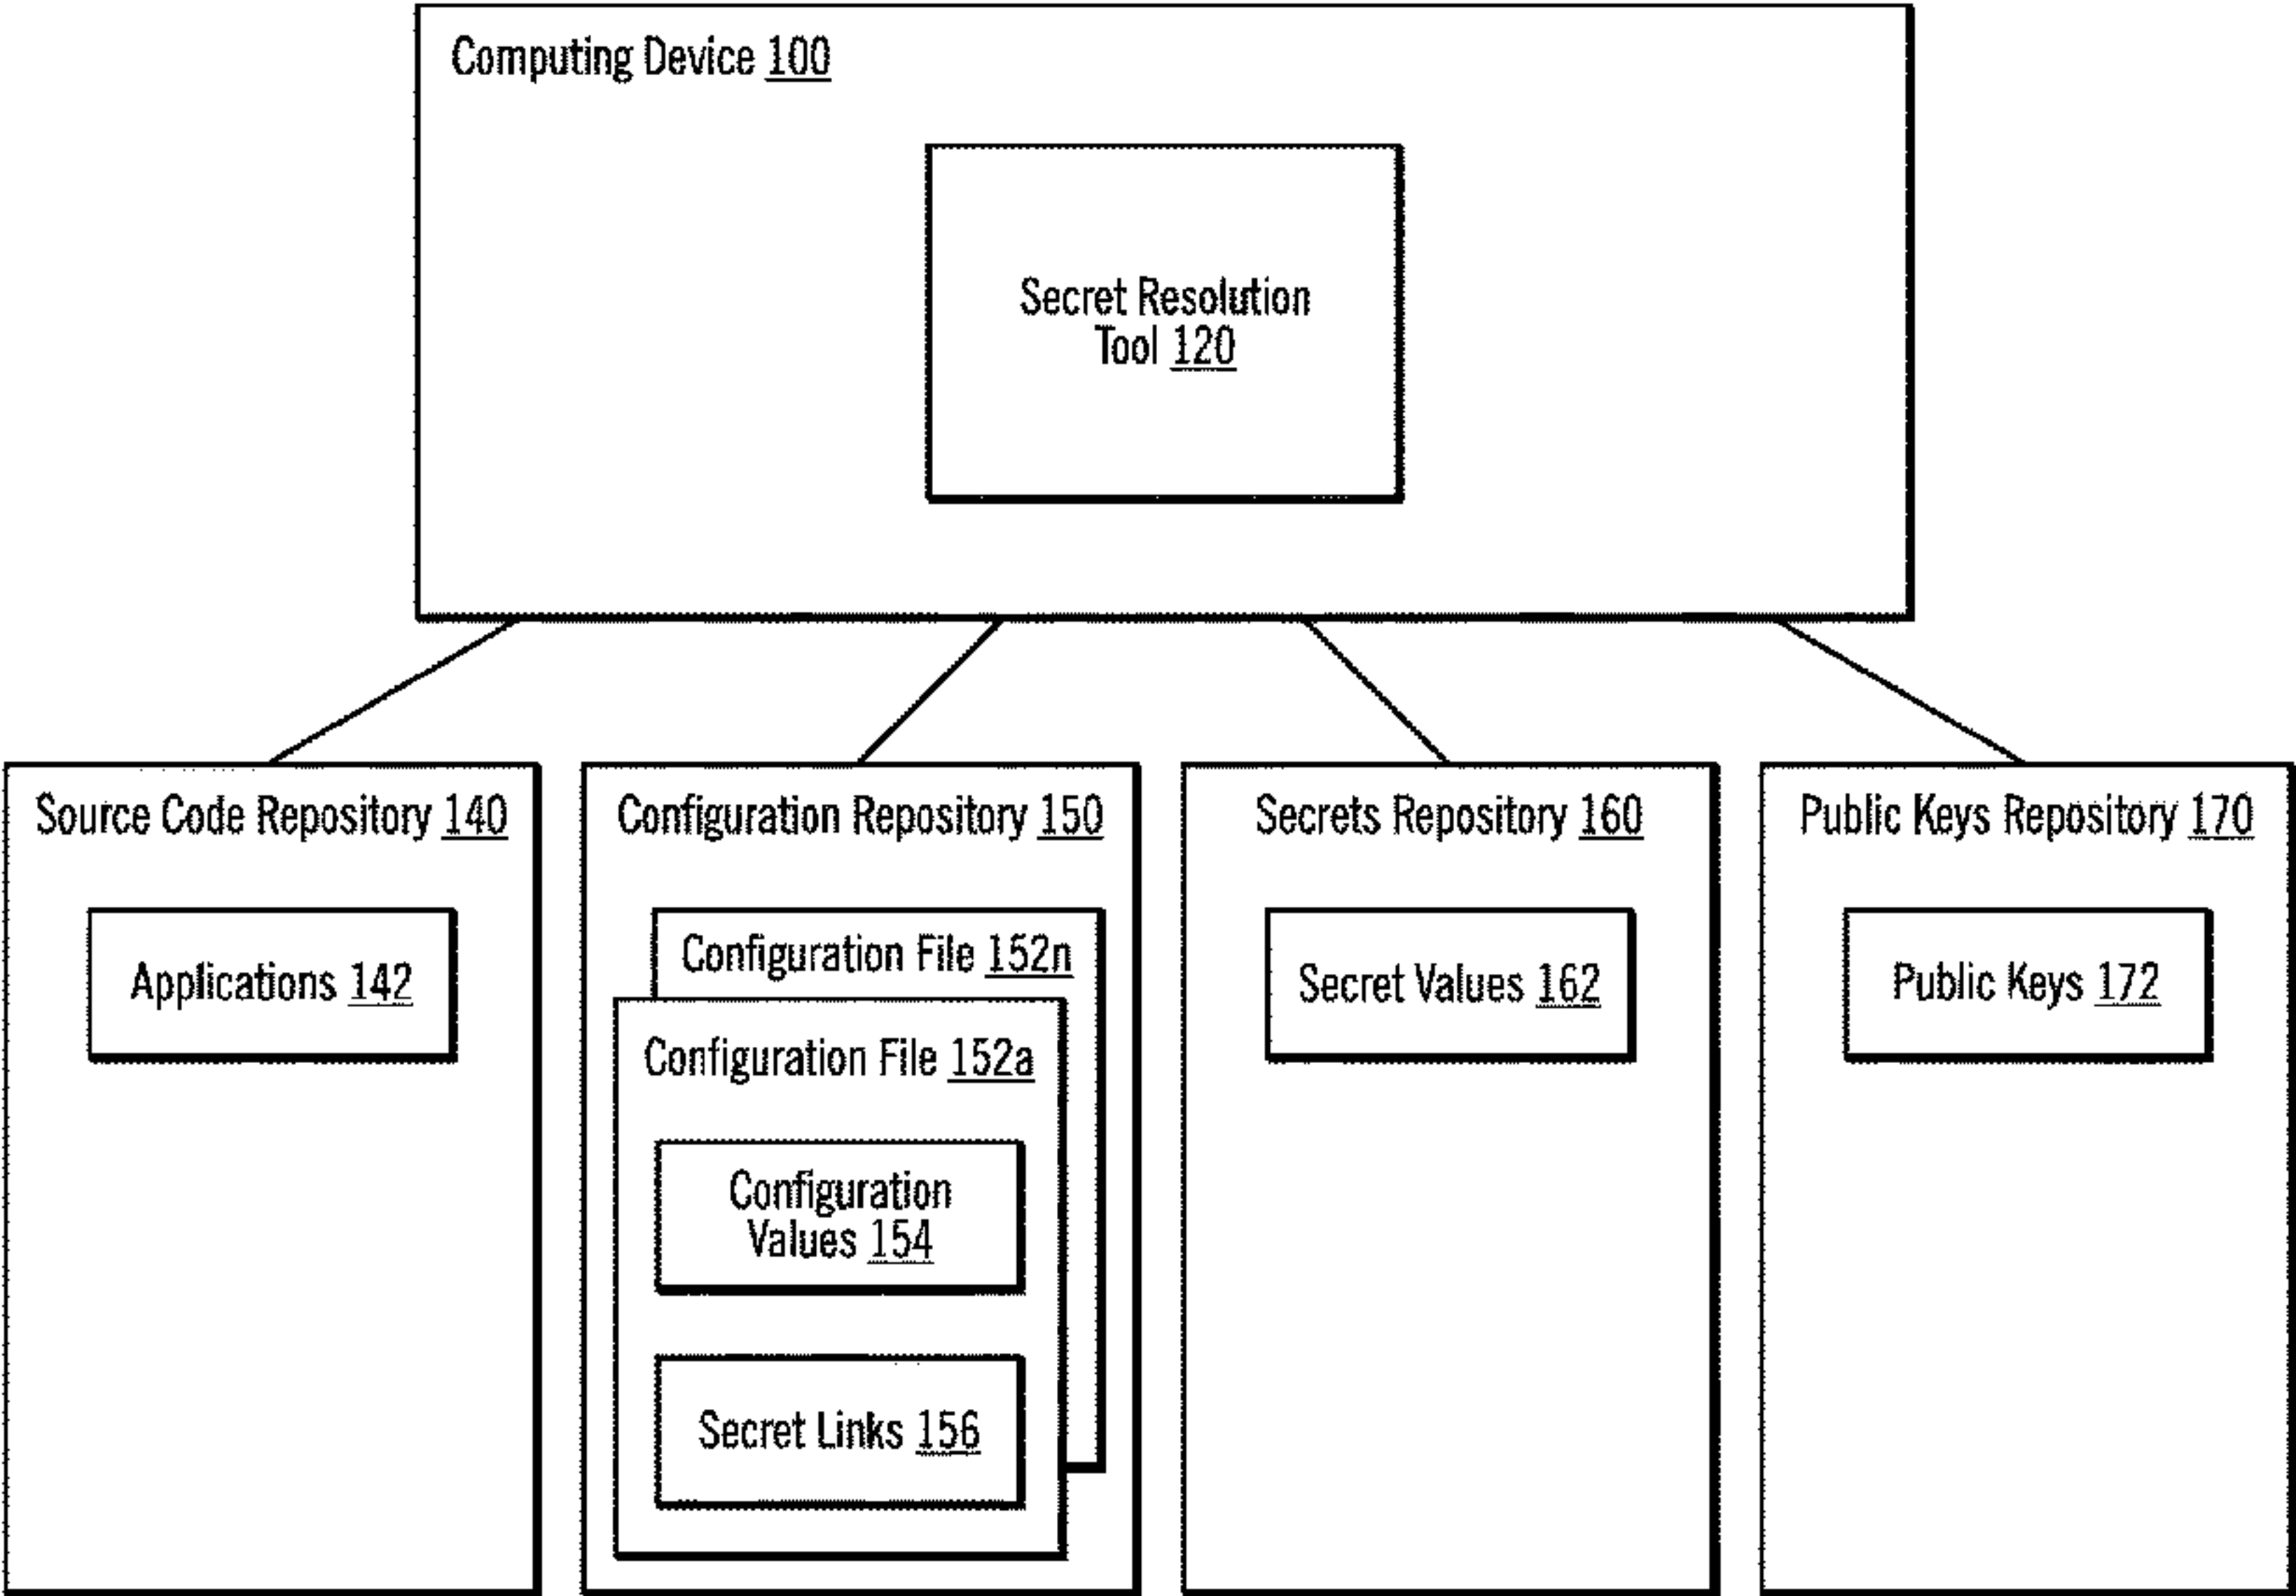 Computing Device 100
Secret Resolution
Tool 120
Source Code Repository 140
Applications 142
Configuration Repository 150
Configuration File 152n
Configuration File 152a
Configuration
Values 154
Secret Links 156
Secrets Repository 160
Secret Values 162
Public Keys Repository 170
Public Keys 172